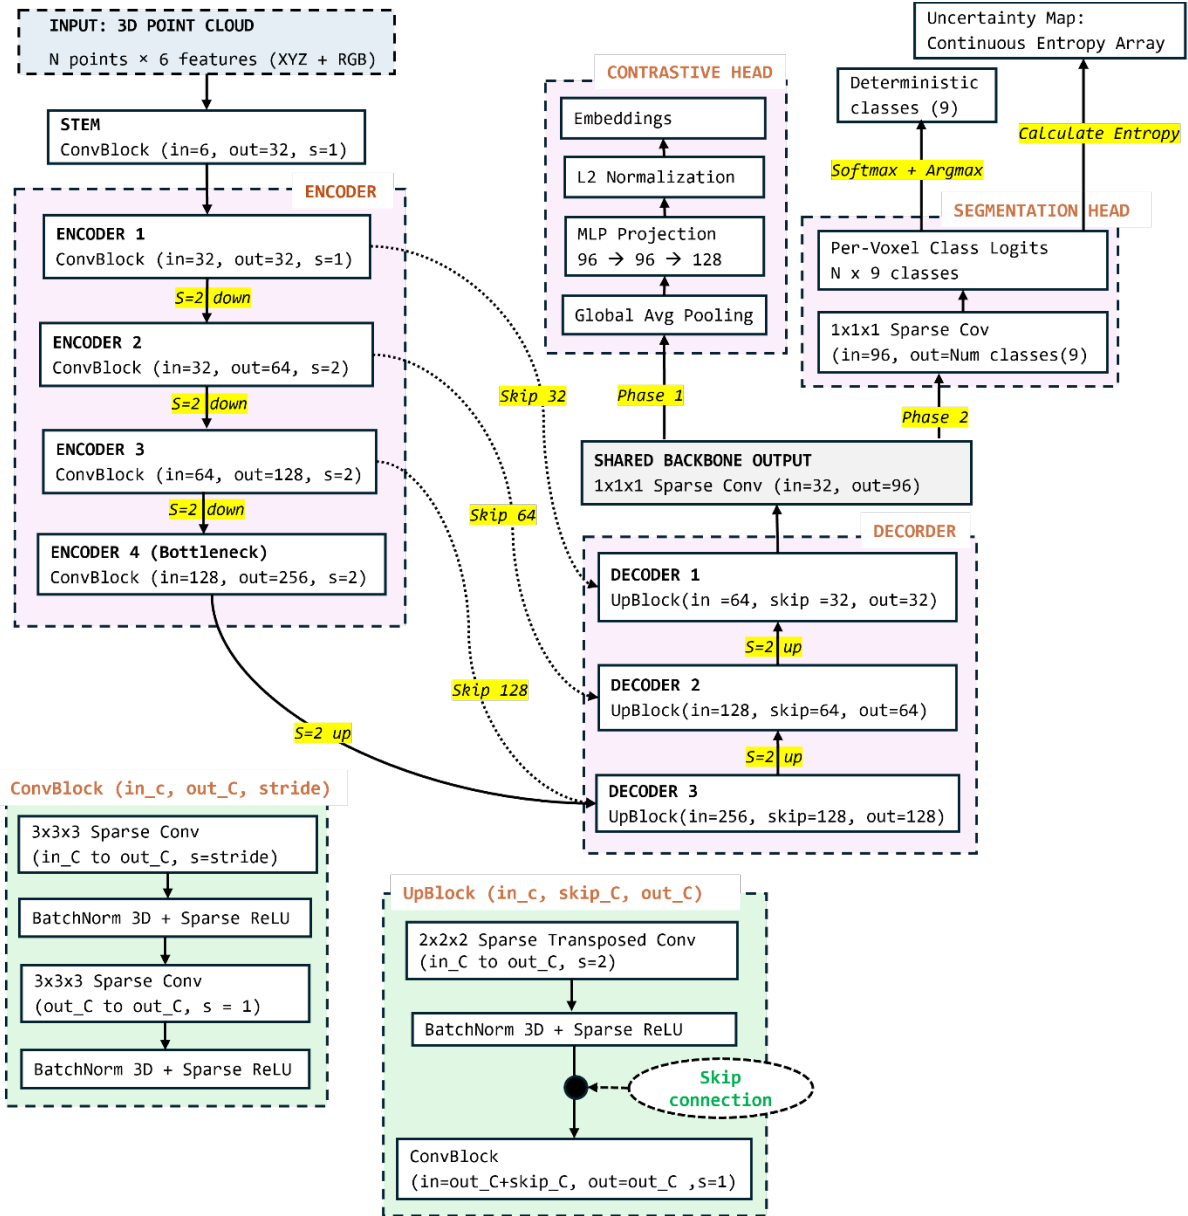 INPUT: 3D POINT CLOUD
N points × 6 features (XYZ + RGB)
STEM
ConvBlock (in=6, out=32, s=1)
ENCODER
ENCODER 1
ConvBlock (in=32, out=32, s=1)
S=2 down
ENCODER 2
ConvBlock (in=32, out=64, s=2)
S=2 down
ENCODER 3
ConvBlock (in=64, out=128, s=2)
S=2 down
ENCODER 4 (Bottleneck)
ConvBlock (in=128, out=256, s=2)
S=2 up
Skip 32
Skip 64
Skip 128
CONTRASTIVE HEAD
Embeddings
L2 Normalization
MLP Projection
96 → 96 → 128
Global Avg Pooling
Phase 1
Uncertainty Map:
Continuous Entropy Array
Deterministic
classes (9)
Calculate Entropy
Softmax + Argmax
SEGMENTATION HEAD
Per-Voxel Class Logits
N x 9 classes
1x1x1 Sparse Cov
(in=96, out=Num classes(9)
Phase 2
SHARED BACKBONE OUTPUT
1x1x1 Sparse Conv (in=32, out=96)
DECORDER
DECODER 1
UpBlock(in =64, skip =32, out=32)
S=2 up
DECODER 2
UpBlock(in=128, skip=64, out=64)
S=2 up
DECODER 3
UpBlock(in=256, skip=128, out=128)
ConvBlock (in_c, out_C, stride)
3x3x3 Sparse Conv
(in_C to out_C, s=stride)
BatchNorm 3D + Sparse ReLU
3x3x3 Sparse Conv
(out_C to out_C, s = 1)
BatchNorm 3D + Sparse ReLU
UpBlock (in_c, skip_C, out_C)
2x2x2 Sparse Transposed Conv
(in_C to out_C, s=2)
BatchNorm 3D + Sparse ReLU
Skip
connection
ConvBlock
(in=out_C+skip_C, out=out_C ,s=1)